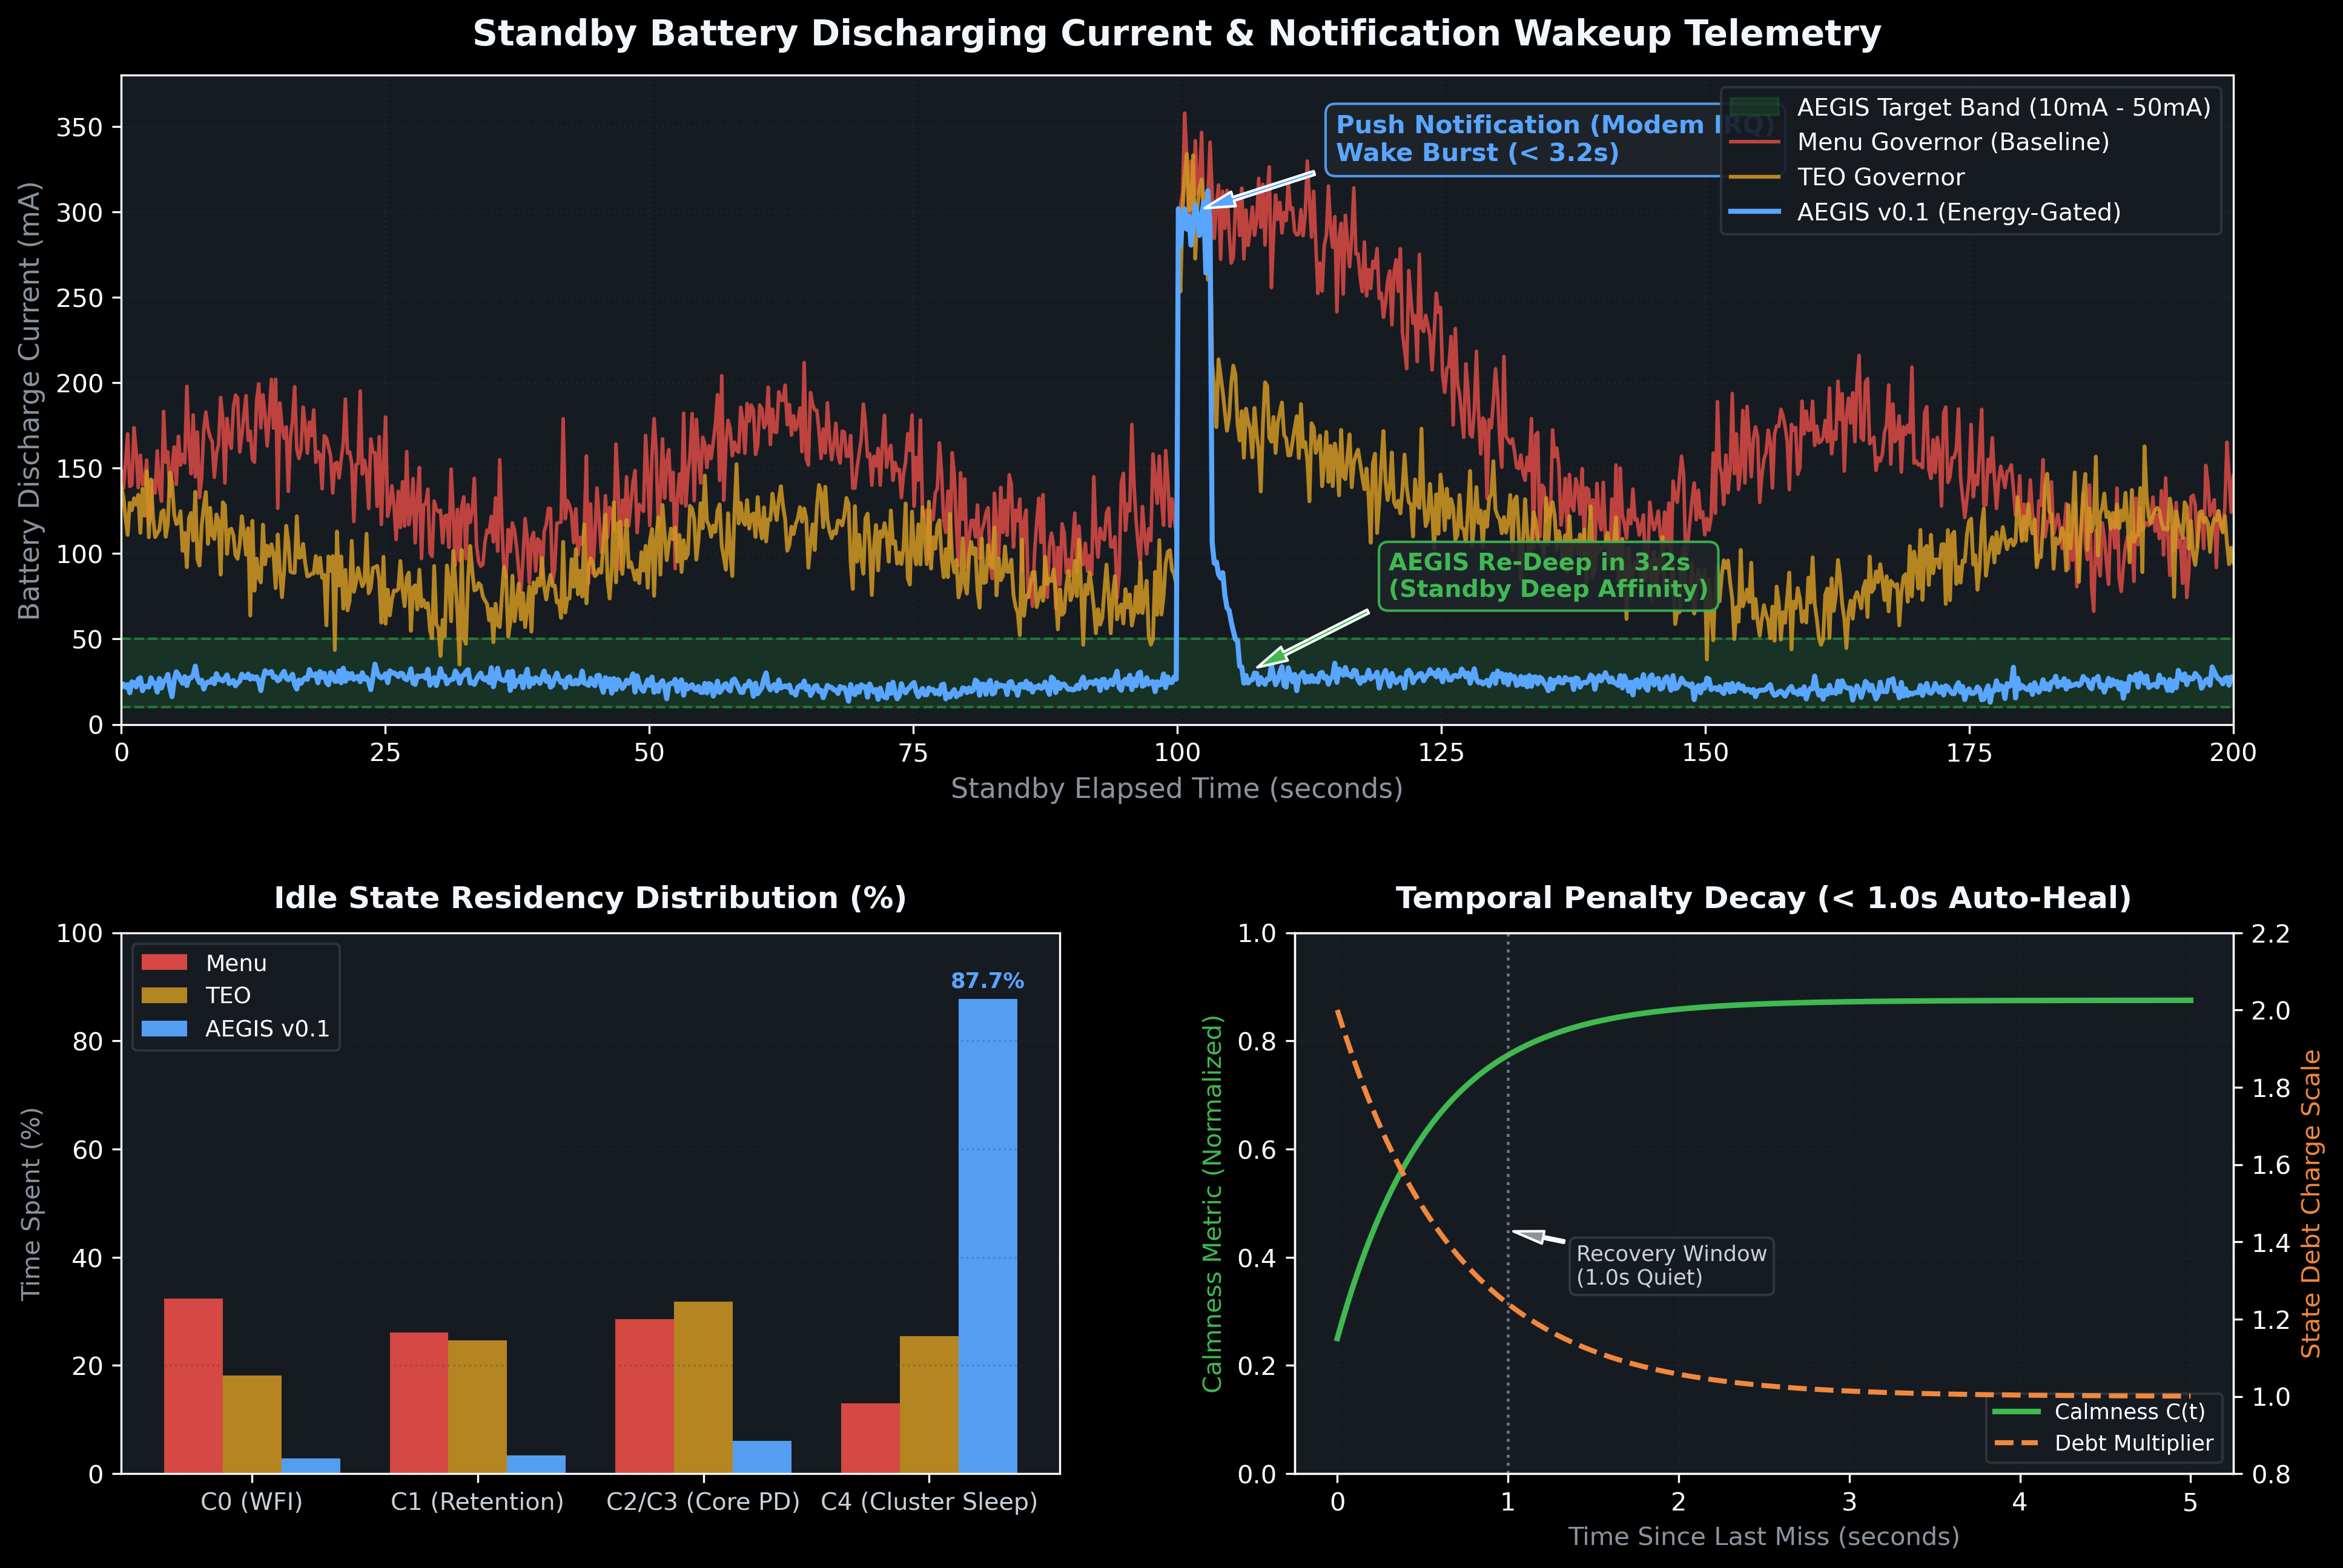 Standby Battery Discharging Current & Notification Wakeup Telemetry
Battery Discharge Current (mA)
350
300
250
200
150
100
50
0
Push Notification (Modem IRQ)
Wake Burst (< 3.2s)
AEGIS Target Band (10mA - 50mA)
Menu Governor (Baseline)
TEO Governor
AEGIS v0.1 (Energy-Gated)
AEGIS Re-Deep in 3.2s
(Standby Deep Affinity)
0
25
50
75
100
125
150
175
200
Standby Elapsed Time (seconds)
Idle State Residency Distribution (%)
Time Spent (%)
100
80
60
40
20
0
Menu
TEO
AEGIS v0.1
87.7%
C0 (WFI)
C1 (Retention)
C2/C3 (Core PD)
C4 (Cluster Sleep)
Temporal Penalty Decay (< 1.0s Auto-Heal)
Calmness Metric (Normalized)
1.0
0.8
0.6
0.4
0.2
0.0
Recovery Window
(1.0s Quiet)
Calmness C(t)
Debt Multiplier
2.2
2.0
1.8
1.6
1.4
1.2
1.0
0.8
State Debt Charge Scale
0
1
2
3
4
5
Time Since Last Miss (seconds)